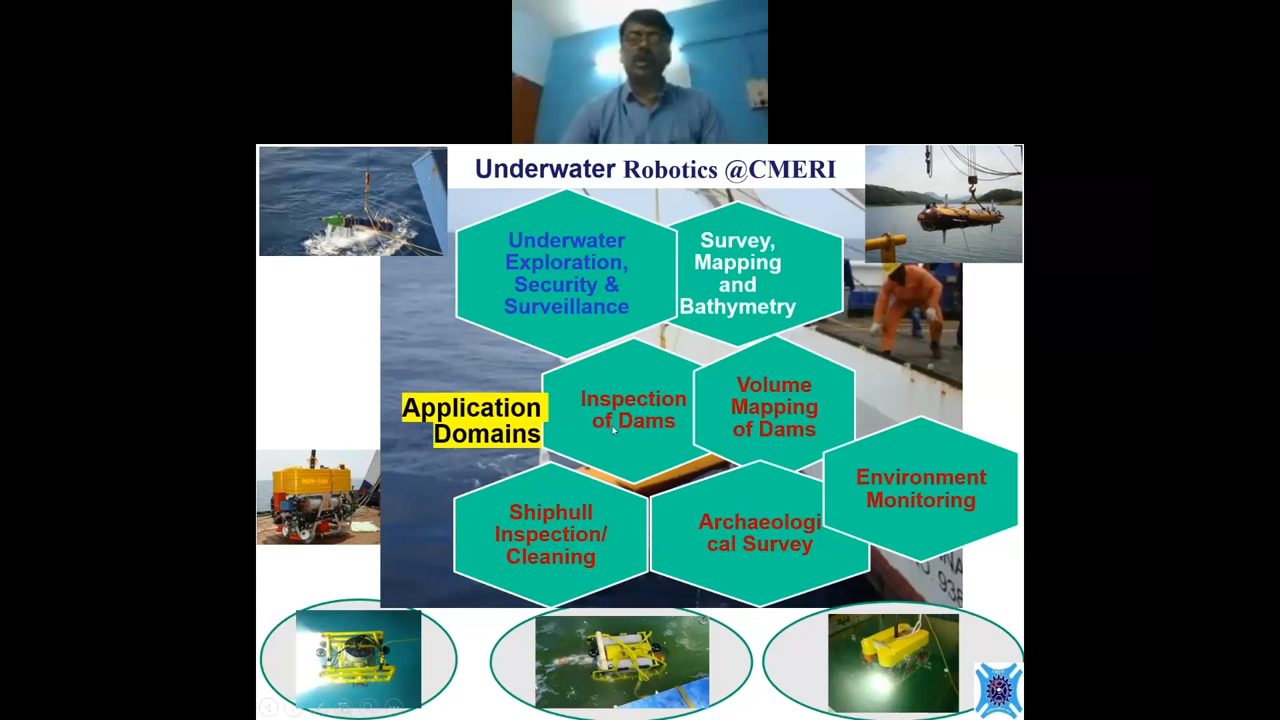 Underwater Robotics @CMERI
Underwater
Exploration,
Security &
Surveillance
Survey,
Mapping
and
Bathymetry
Application
Domains
Inspection
of Dams
Volume
Mapping
of Dams
Environment
Monitoring
Shiphull
Inspection/
Cleaning
Archaeologi
cal Survey